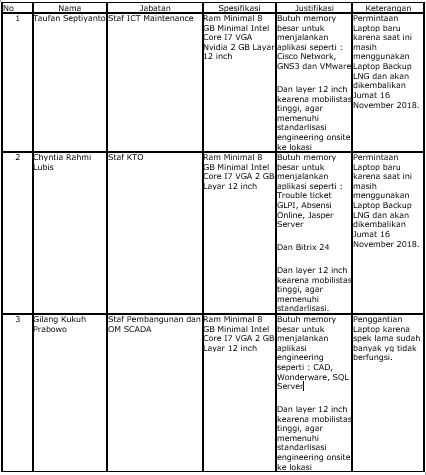 No Nama Jabatan Spesifikasi Justifikasi Keterangan
1
Taufan Septiyanto
Staf ICT Maintenance
Ram Minimal 8
GB Minimal Intel
Core I7 VGA
Nvidia 2 GB Layar
12 inch
Butuh memory
besar untuk
menjalankan
aplikasi seperti :
Cisco Network,
GNS3 dan VMware
Dan layer 12 inch
kearena mobilistas
tinggi, agar
memenuhi
standarlisasi
engineering onsite
ke lokasi
Permintaan
Laptop baru
karena saat ini
masih
menggunakan
Laptop Backup
LNG dan akan
dikembalikan
Jumat 16
November 2018.
2
Chyntia Rahmi
Lubis
Staf KTO
Ram Minimal 8
GB Minimal Intel
Core I7 VGA 2 GB
Layar 12 inch
Butuh memory
besar untuk
menjalankan
aplikasi seperti :
Trouble ticket
GLPI, Absensi
Online, Jasper
Server
Dan Bitrix 24
Dan layer 12 inch
kearena mobilistas
tinggi, agar
memenuhi
standarlisasi.
Permintaan
Laptop baru
karena saat ini
masih
menggunakan
Laptop Backup
LNG dan akan
dikembalikan
Jumat 16
November 2018.
3
Gilang Kukuh
Prabowo
Staf Pembangunan dan
OM SCADA
Ram Minimal 8
GB Minimal Intel
Core I7 VGA 2 GB
Layar 12 inch
Butuh memory
besar untuk
menjalankan
aplikasi
engineering
seperti : CAD,
Wonderware, SQL
Server
Dan layer 12 inch
kearena mobilistas
tinggi, agar
memenuhi
standarlisasi
engineering onsite
ke lokasi
Penggantian
Laptop karena
spek lama sudah
banyak yg tidak
berfungsi.